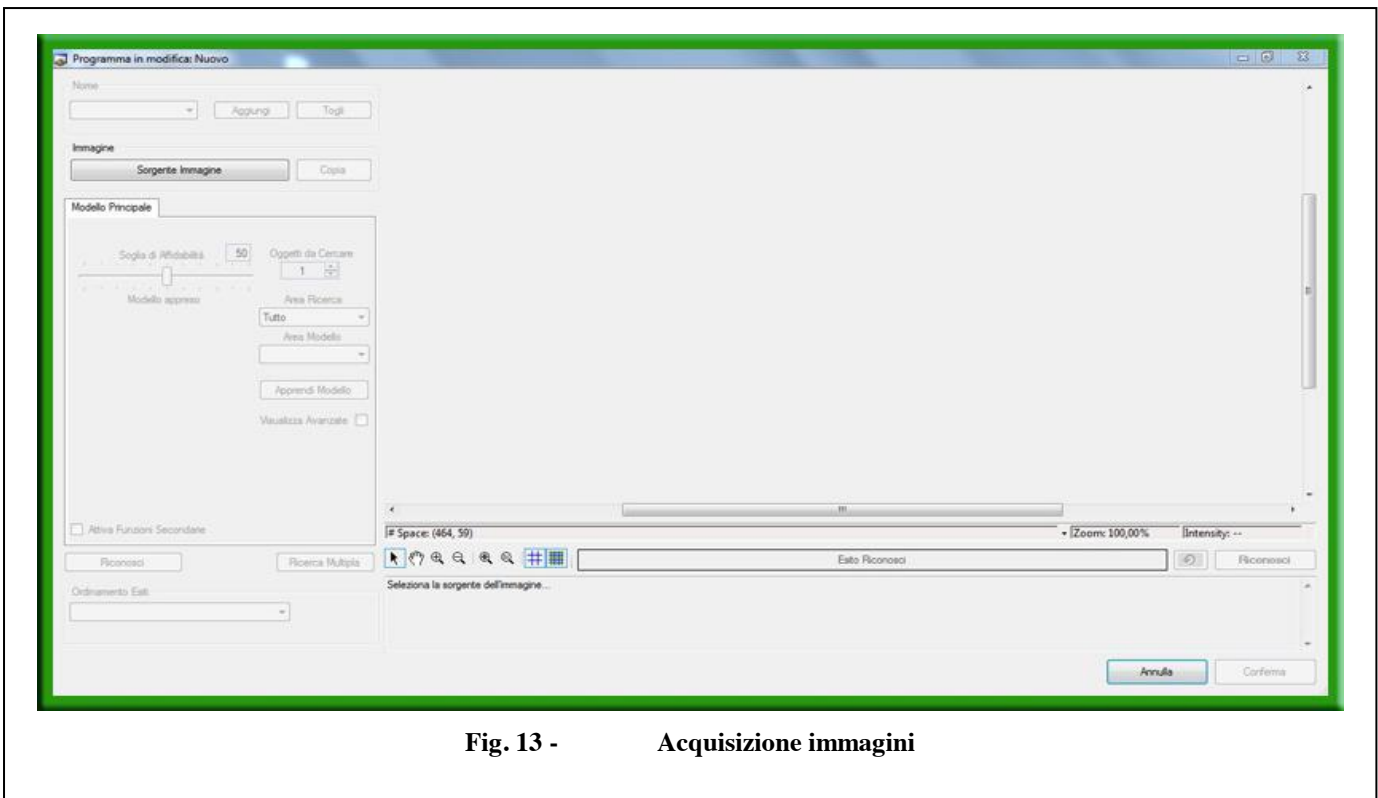 Programma in modifica: Nuovo
Nome
Aggiungi
Togli
Immagine
Sorgente Immagine
Copia
Modello Principale
Soglia di Affidabilità
50
Oggetti da Cercare
1
Modello appreso
Area Ricerca
Tutto
Area Modello
Apprendi Modello
Visualizza Avanzate
Attiva Funzioni Secondarie
Riconosci
Ricerca Multipla
Ordinamento Esiti
# Space: (464, 59)
Zoom: 100,00%
Intensity: --
Esito Riconosci
Riconosci
Seleziona la sorgente dell'immagine...
Annulla
Conferma
Fig. 13 - Acquisizione immagini